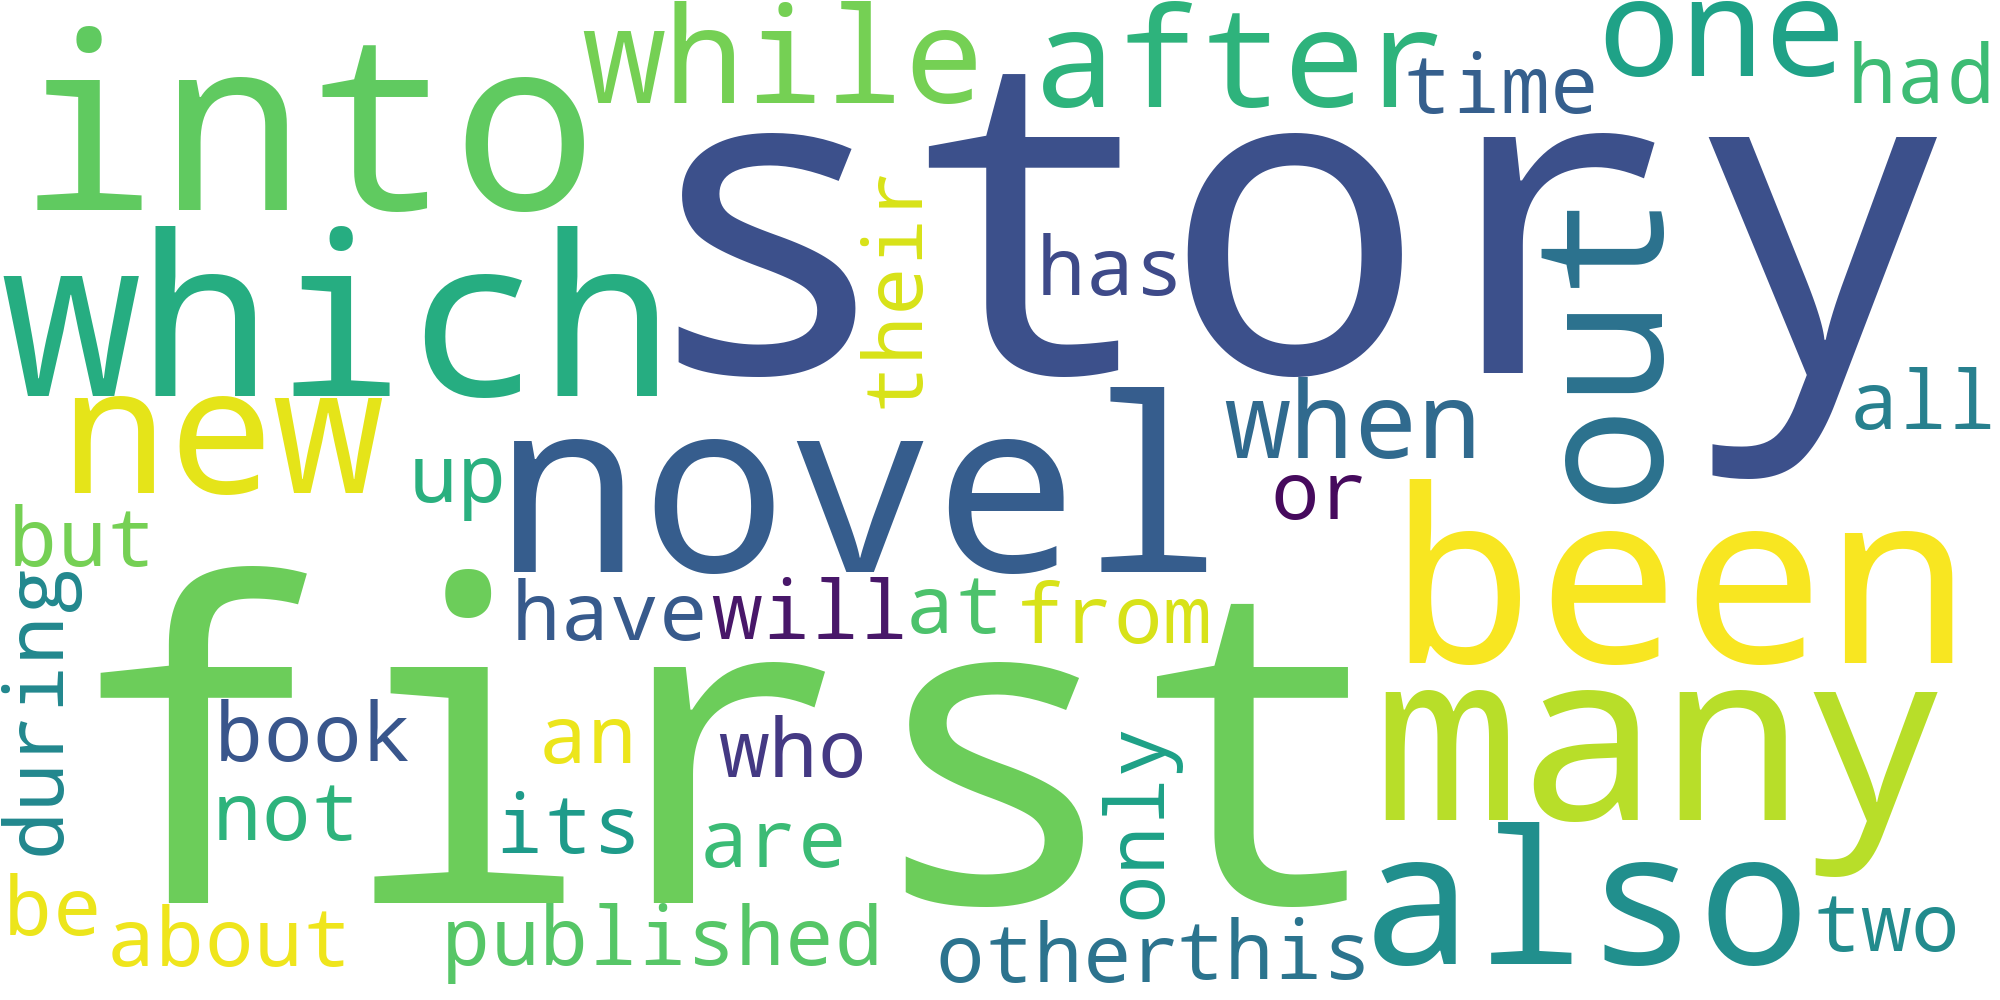 into
while
after
time
one
had
story
their
has
out
which
new
up
novel
when
or
all
but
been
during
first
have
will
at
from
many
book
an
who
only
not
its
are
also
be
about
published
other
this
two